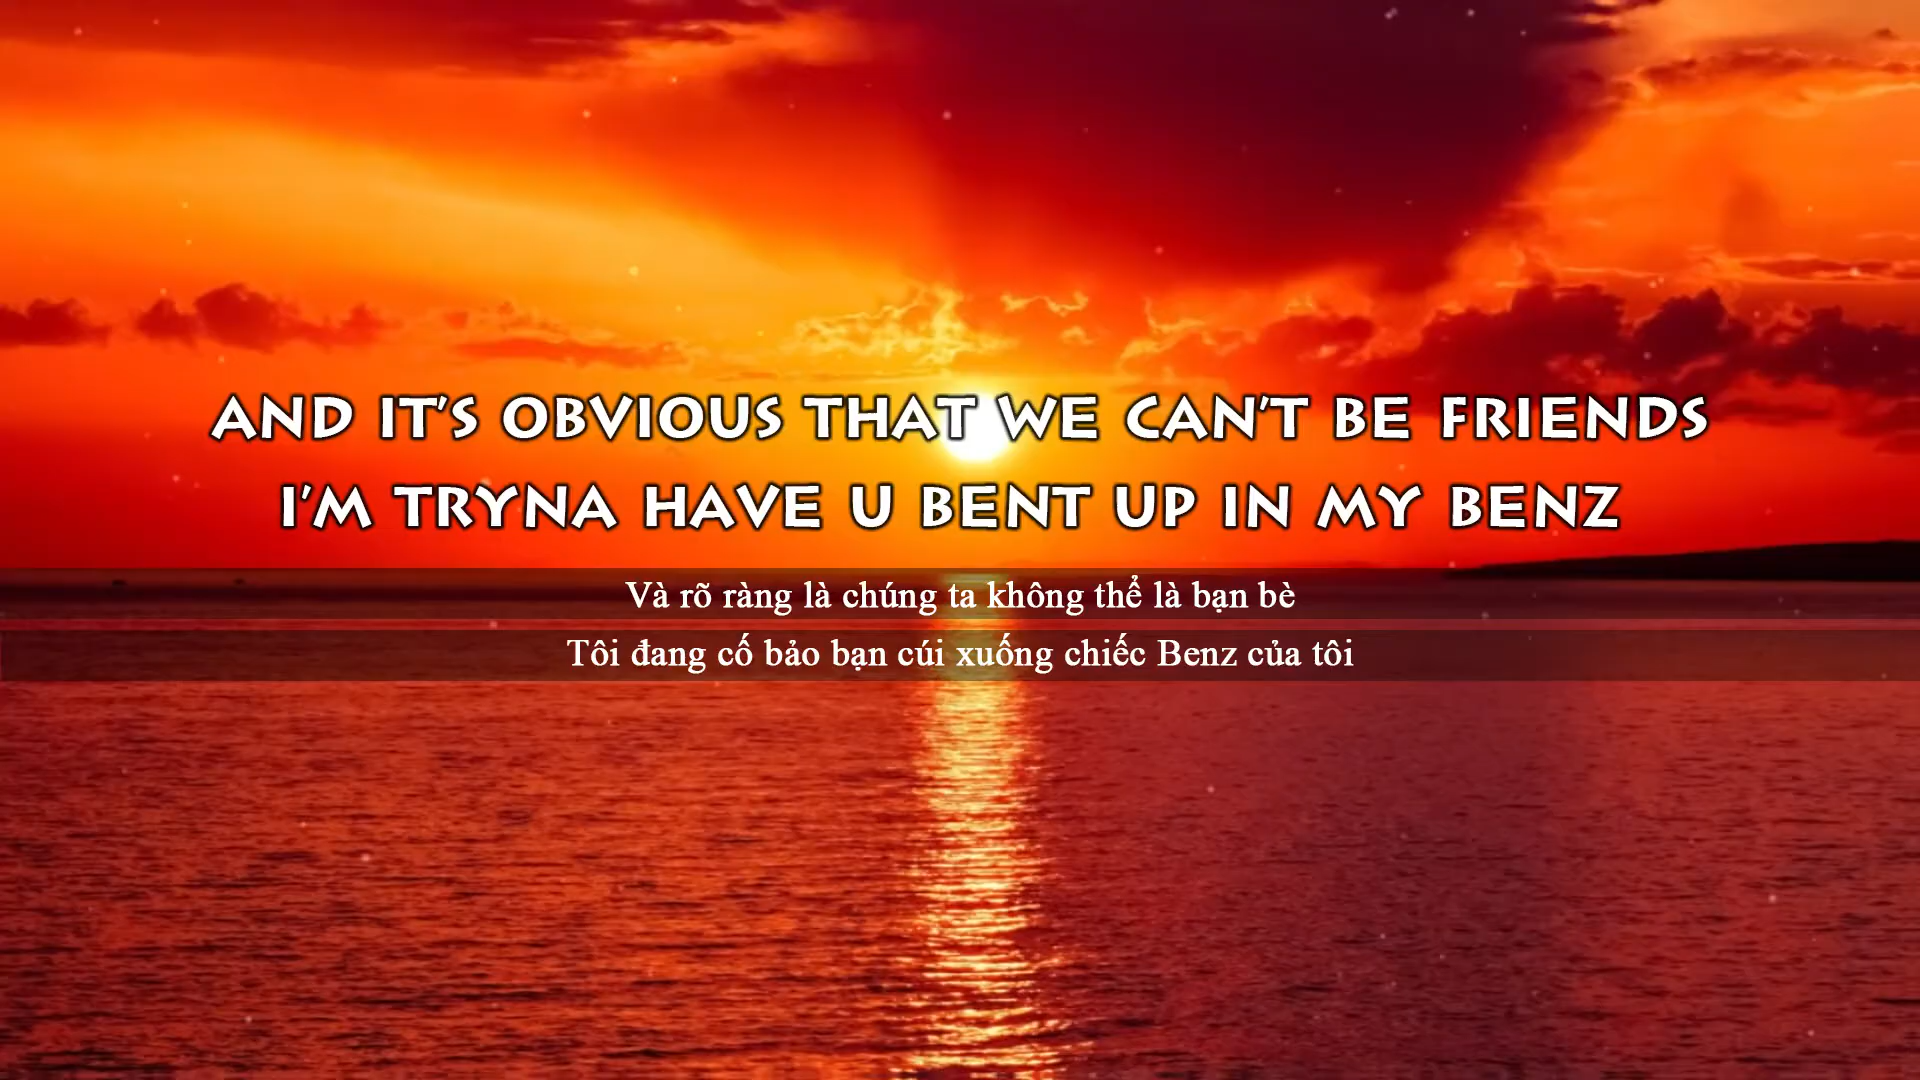 AND IT'S OBVIOUS THAT WE CAN'T BE FRIENDS
I'M TRYNA HAVE U BENT UP IN MY BENZ
Và rõ ràng là chúng ta không thể là bạn bè
Tôi đang cố bảo bạn cúi xuống chiếc Benz của tôi